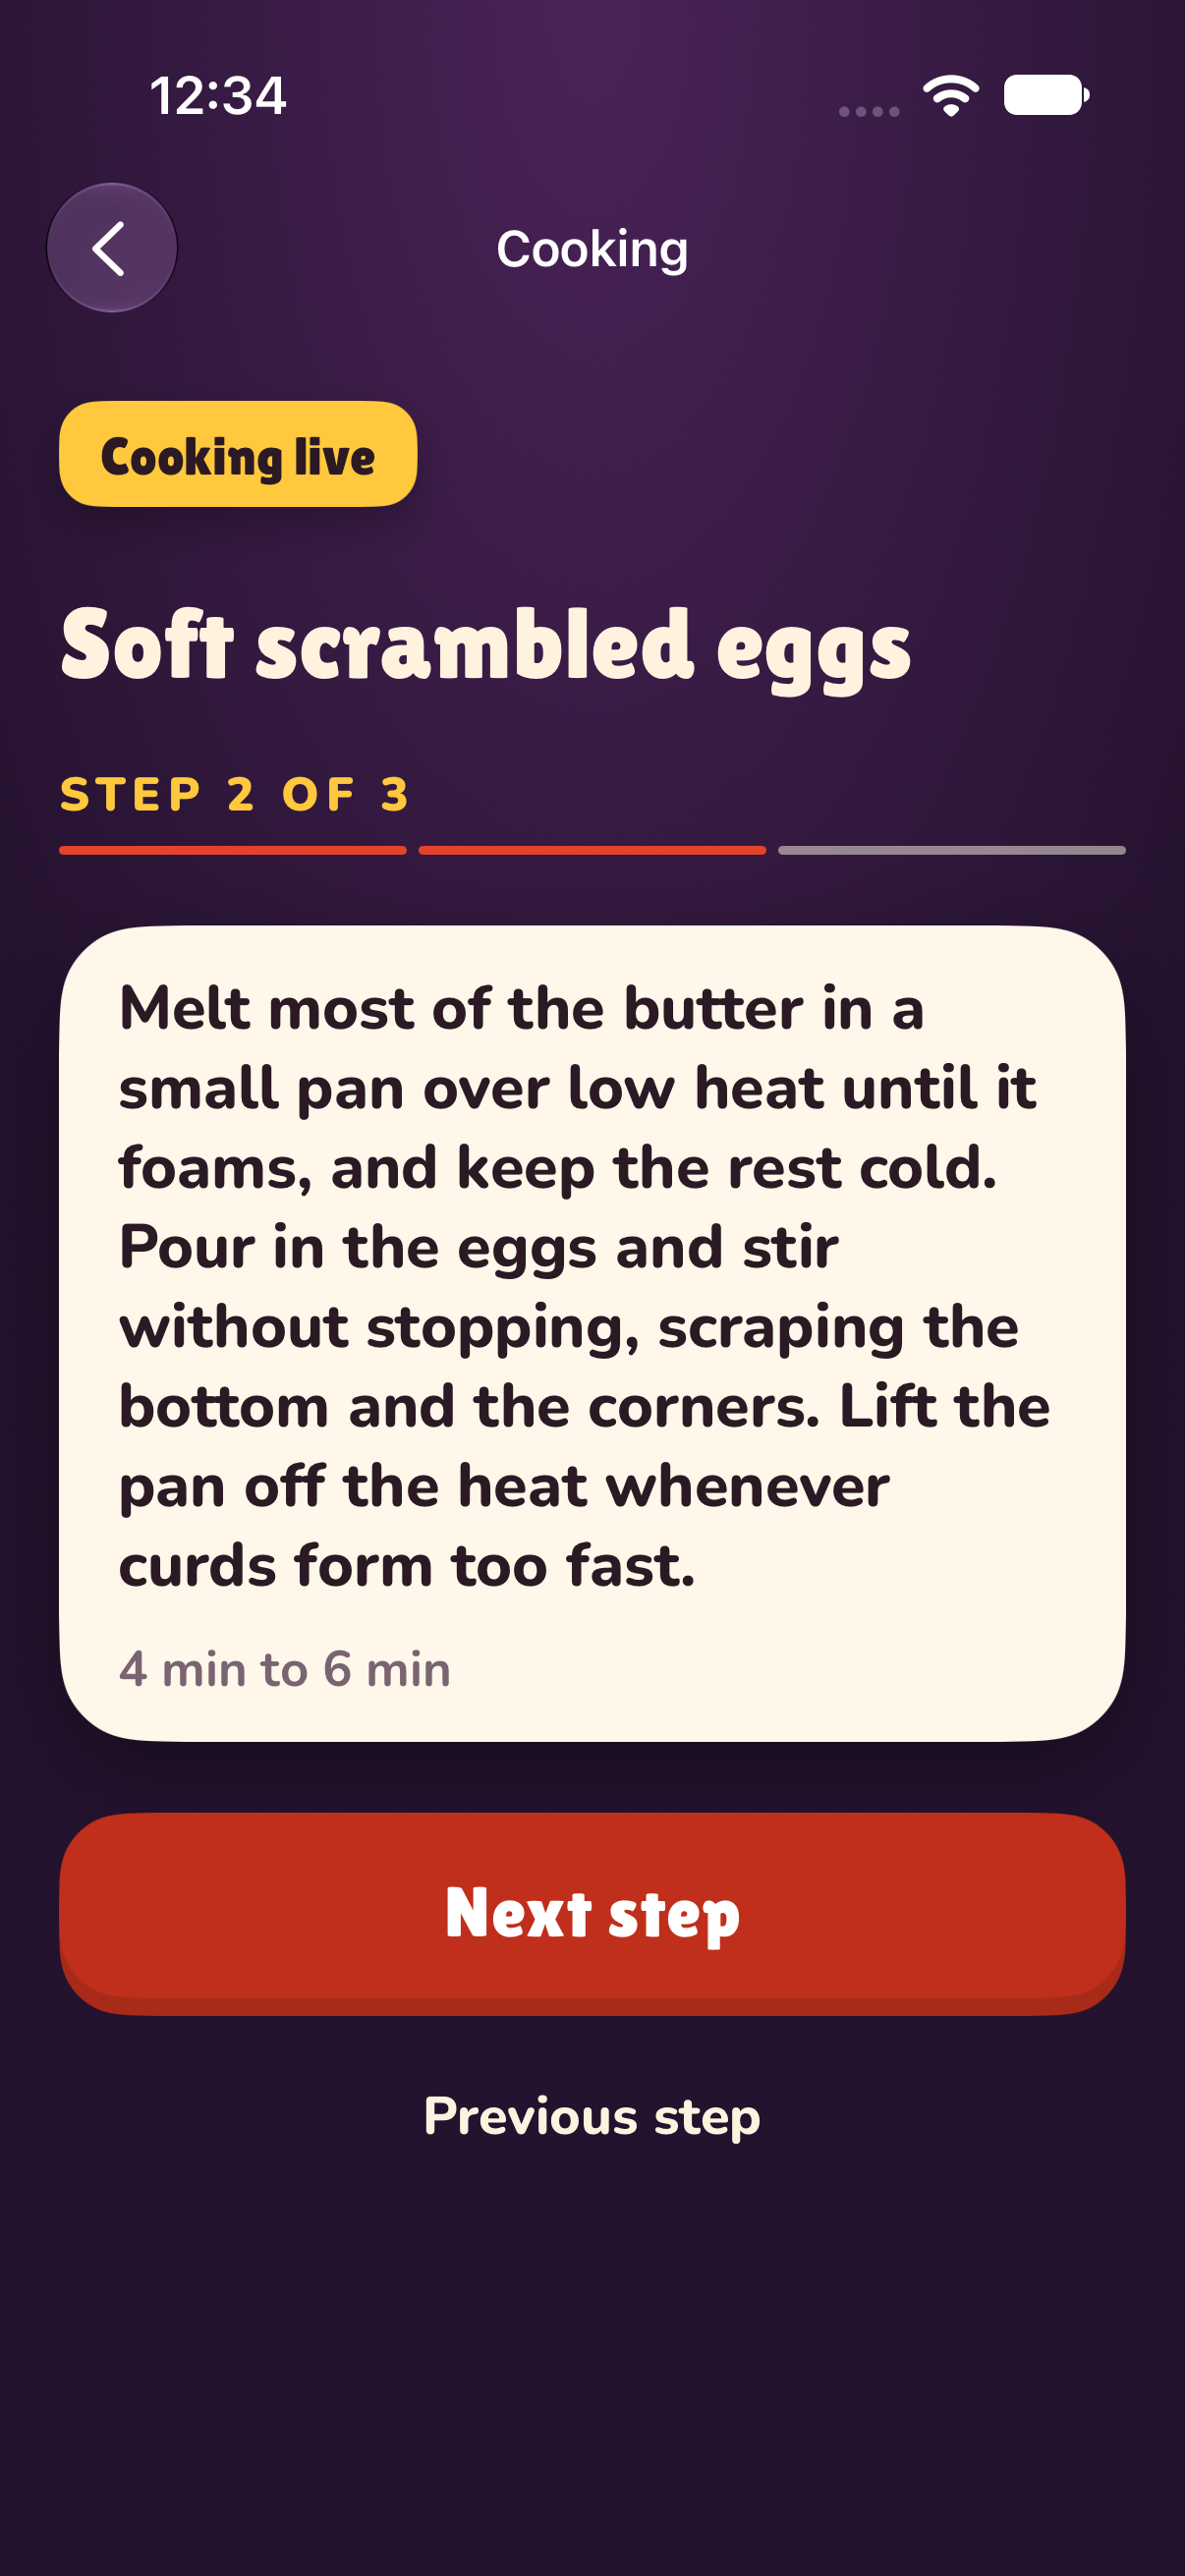 12:34
Cooking
Cooking live
Soft scrambled eggs
STEP 2 OF 3
Melt most of the butter in a
small pan over low heat until it
foams, and keep the rest cold.
Pour in the eggs and stir
without stopping, scraping the
bottom and the corners. Lift the
pan off the heat whenever
curds form too fast.
4 min to 6 min
Next step
Previous step